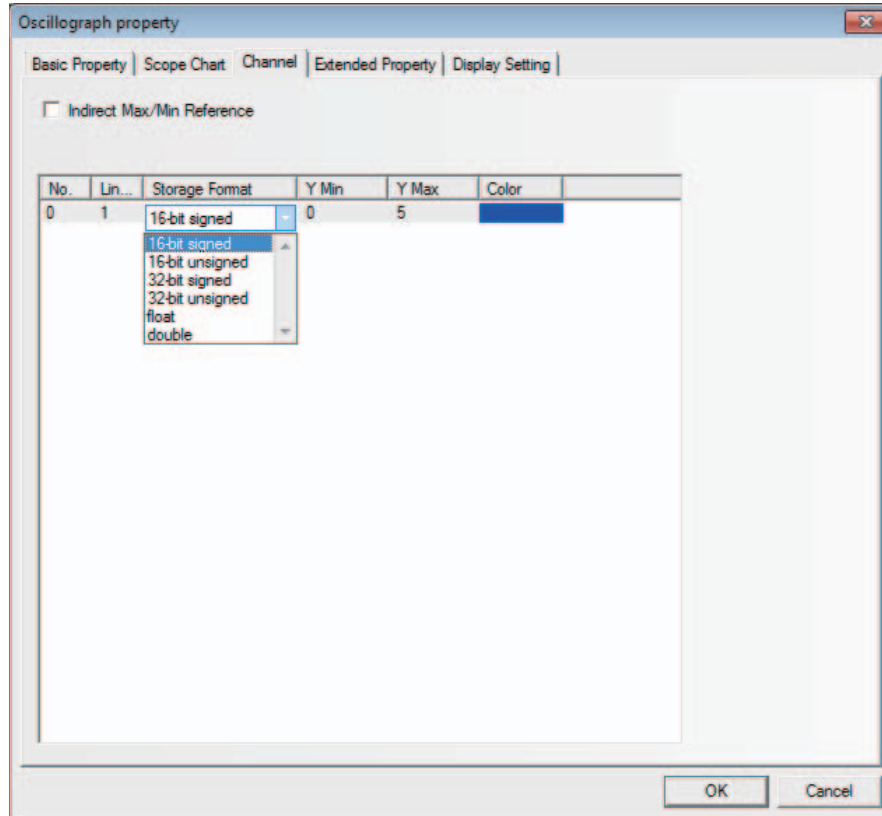 Oscillograph property
Basic Property Scope Chart Channel Extended Property Display Setting
Indirect Max/Min Reference
No. Lin... Storage Format Y Min Y Max Color
0 1 16-bit signed 0 5
16-bit signed
16-bit unsigned
32-bit signed
32-bit unsigned
float
double
OK Cancel